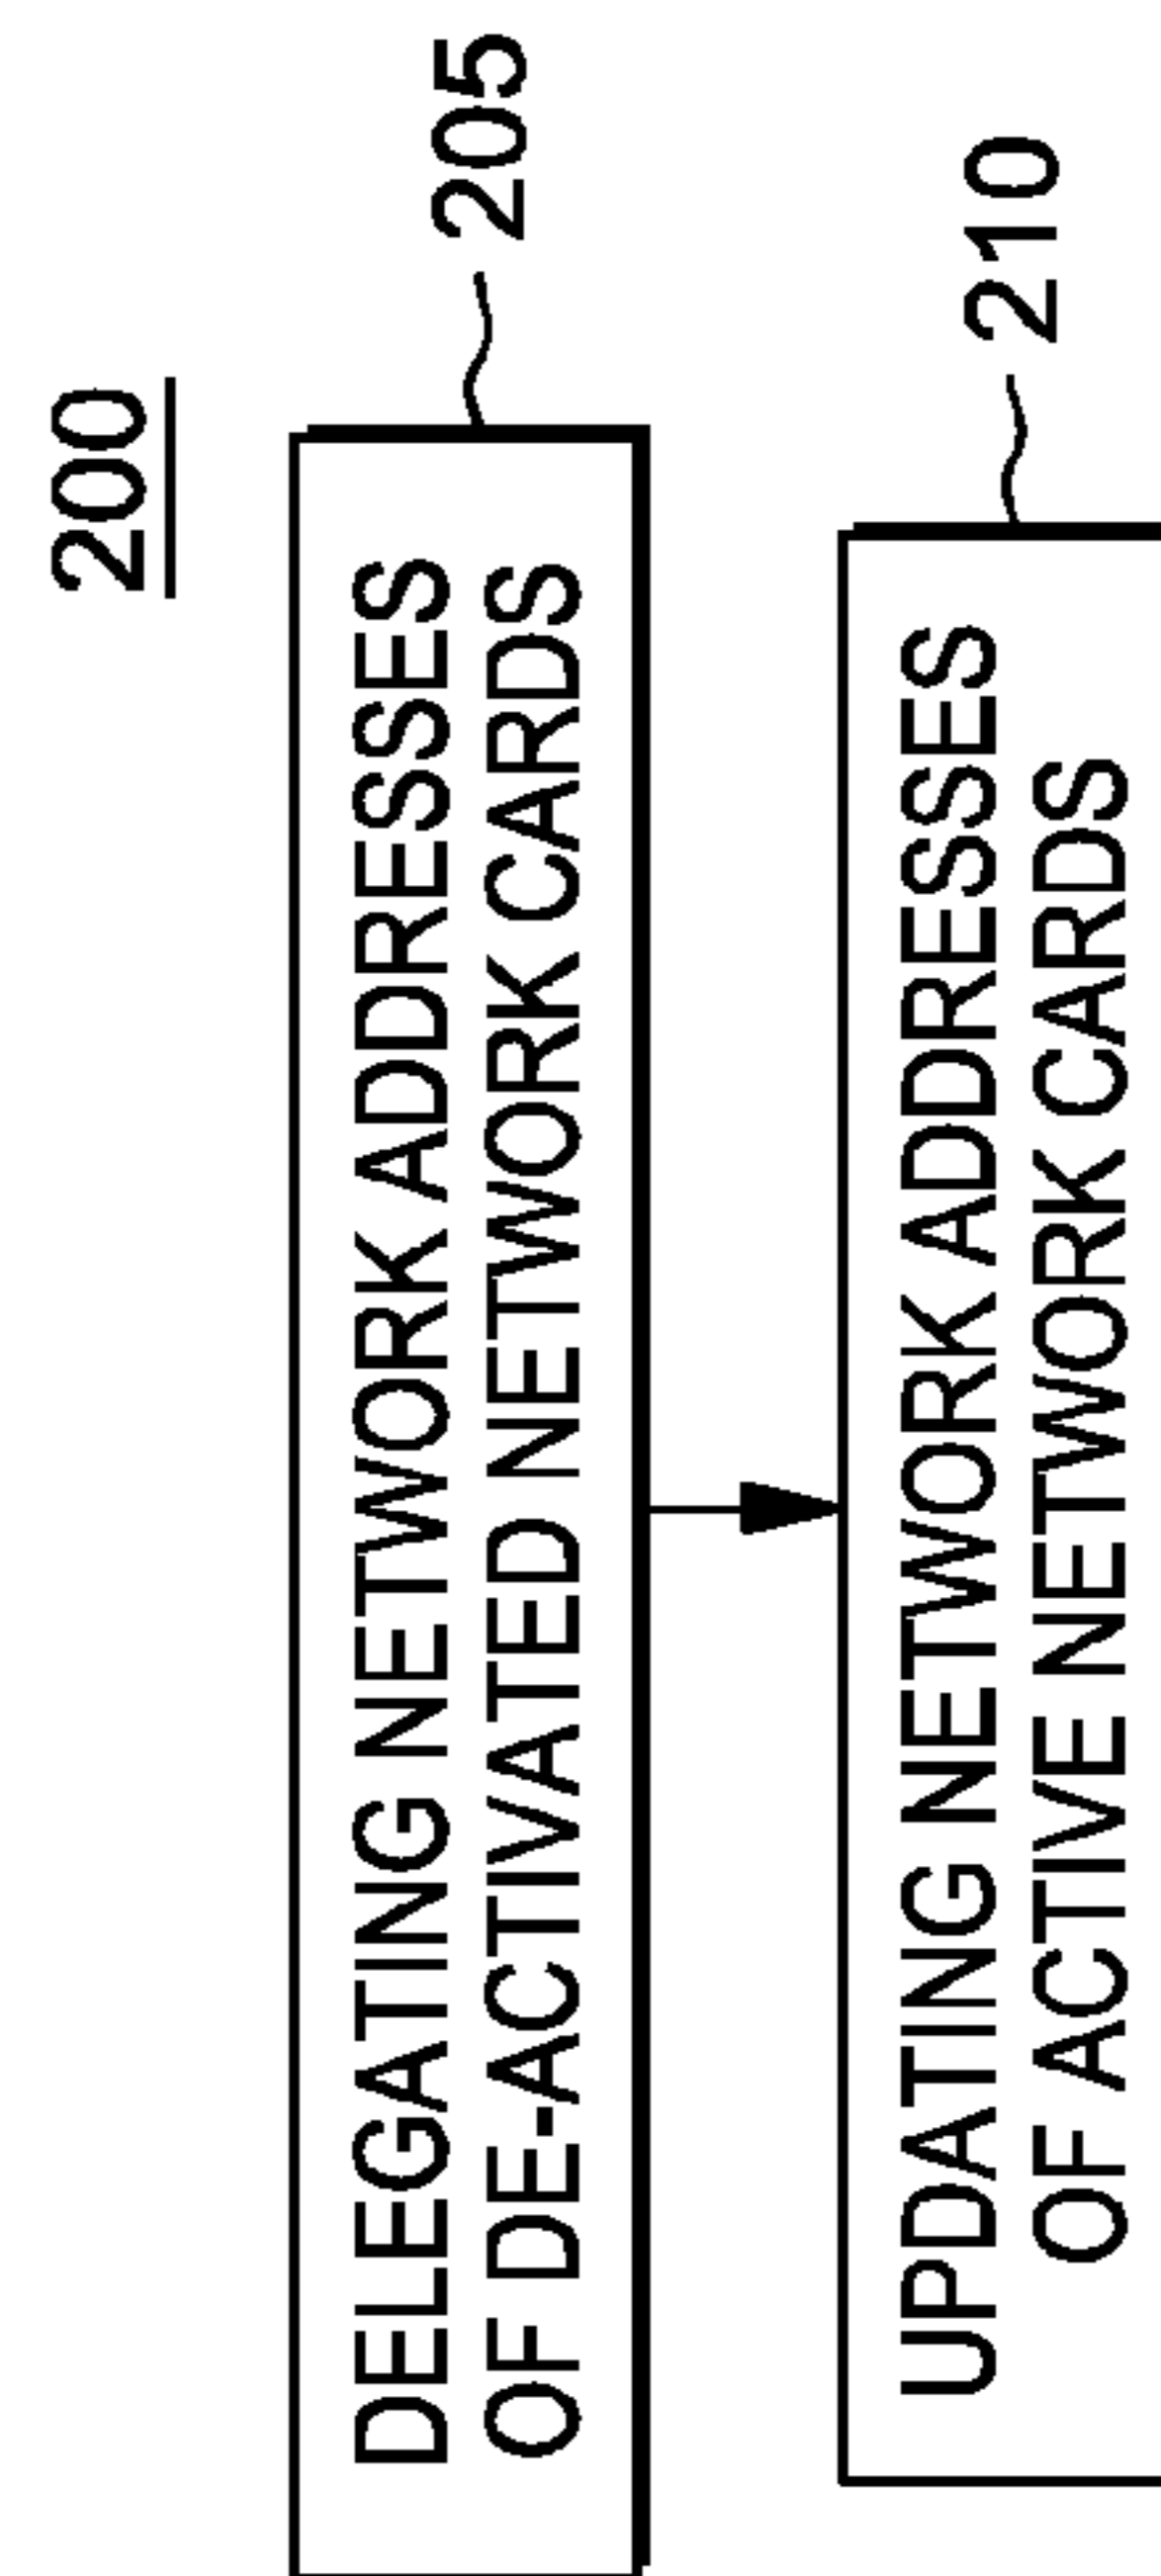 200
DELEGATING NETWORK ADDRESSES
OF DE-ACTIVATED NETWORK CARDS
205
UPDATING NETWORK ADDRESSES
OF ACTIVE NETWORK CARDS
210